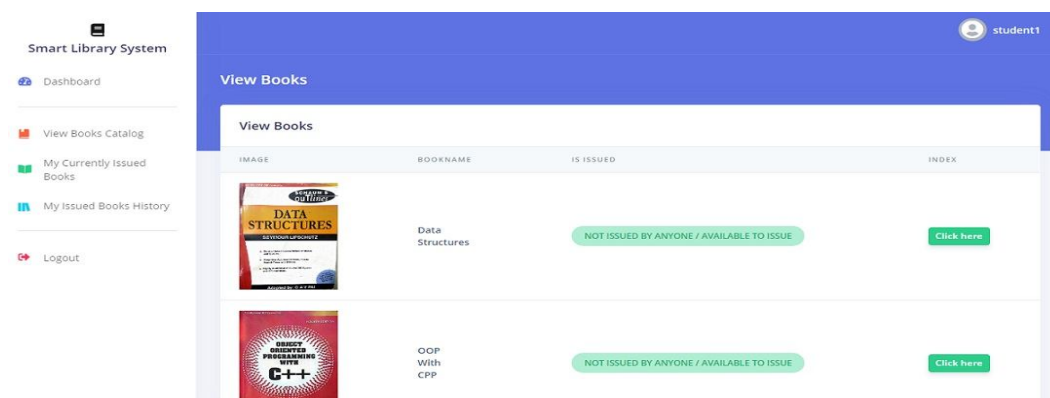 Smart Library System
Dashboard
View Books Catalog
My Currently Issued
Books
My Issued Books History
Logout
student1
View Books
View Books
IMAGE BOOKNAME IS ISSUED INDEX
SCHAUM'S
outlines
DATA
STRUCTURES
SEYMOUR LIPSCHUTZ
Data
Structures
NOT ISSUED BY ANYONE / AVAILABLE TO ISSUE
Click here
OBJECT
ORIENTED
PROGRAMMING
WITH
C++
OOP
With
CPP
NOT ISSUED BY ANYONE / AVAILABLE TO ISSUE
Click here